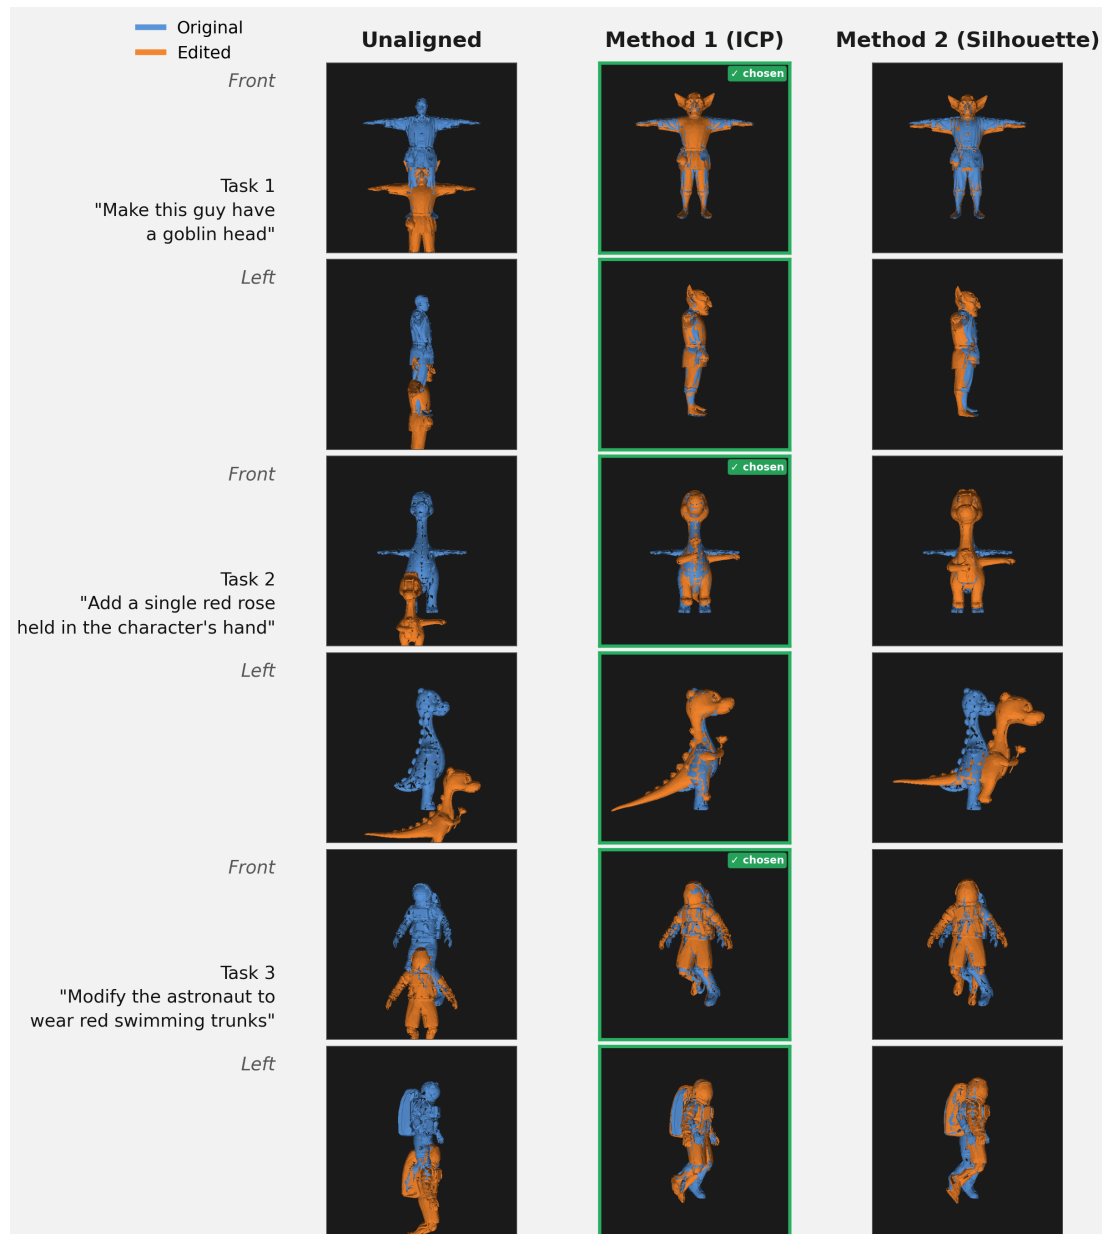 Original
Edited
Unaligned
Method 1 (ICP)
Method 2 (Silhouette)
Front
✓ chosen
Task 1
"Make this guy have
a goblin head"
Left
Front
✓ chosen
Task 2
"Add a single red rose
held in the character's hand"
Left
Front
✓ chosen
Task 3
"Modify the astronaut to
wear red swimming trunks"
Left